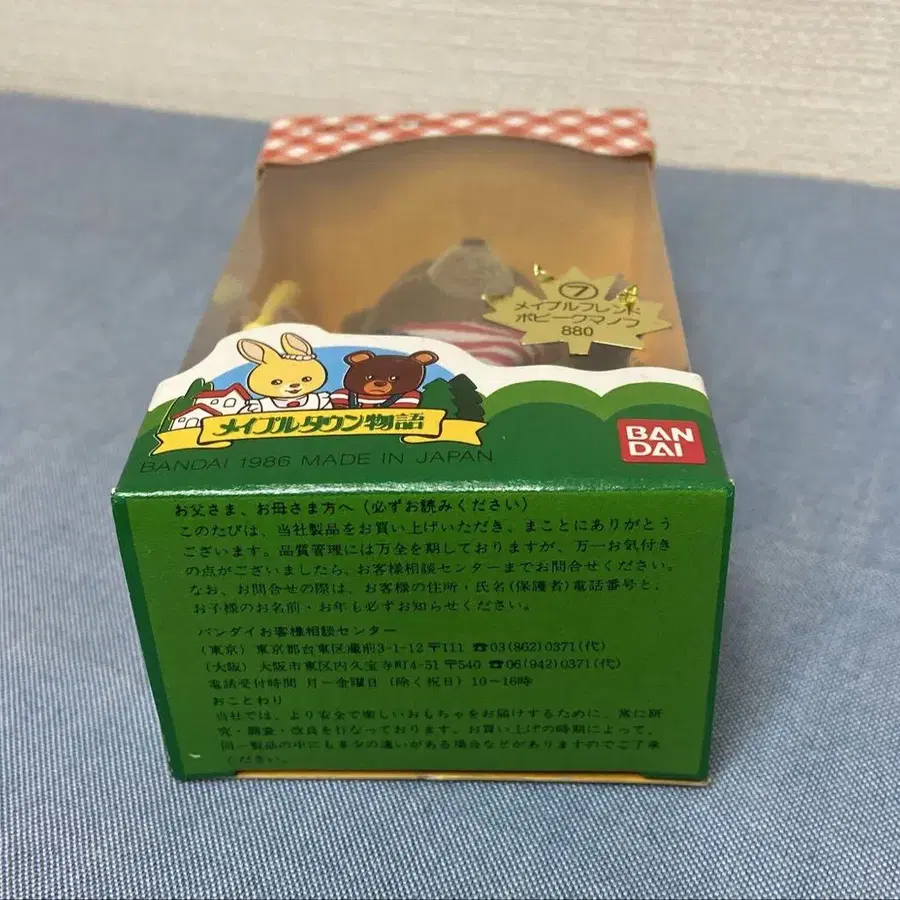 ⑦
メイプルフレンド
ボビークマノフ
880
メイプルタウン物語
BANDAI 1986 MADE IN JAPAN
BAN
DAI
お父さま、お母さま方へ(必ずお読みください)
このたびは、当社製品をお買い上げいただき、まことにありがとう
ございます。品質管理には万全を期しておりますが、万一お気付き
の点がございましたら、お客様相談センターまでお問合せください。
なお、お問合せの際は、お客様の住所・氏名(保護者)電話番号と、
お子様のお名前・お年も必ずお知らせください。
バンダイお客様相談センター
(東京) 東京都台東区蔵前3-1-12 〒111 ☎03(862)0371(代)
(大阪) 大阪市東区内久宝寺町4-51 〒540 ☎06(942)0371(代)
電話受付時間 月ー金曜日(除く祝日)10~16時
おことわり
当社では、より安全で楽しいおもちゃをお届けするために、常に研
究・調査・改良を行なっております。お買い上げの時期によって、
同一製品の中にも多少の違いがある場合などがありますのでご了承
ください。